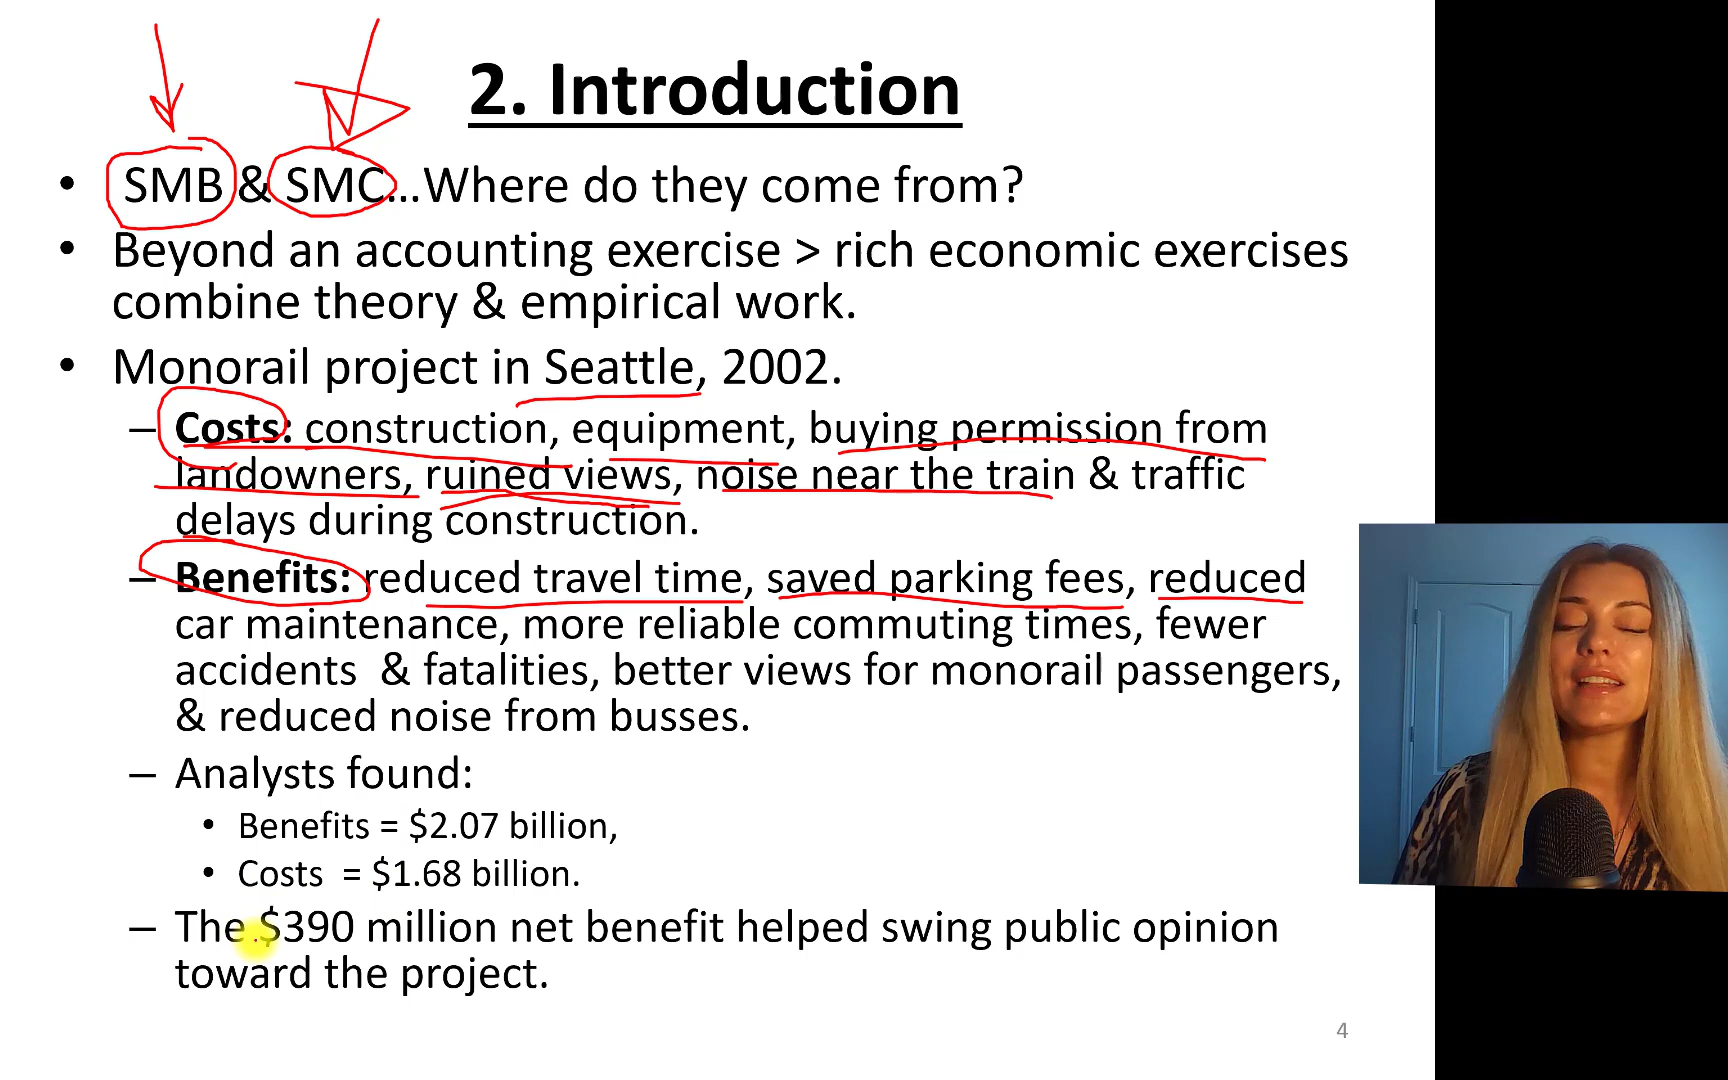 2. Introduction
• SMB & SMC...Where do they come from?
• Beyond an accounting exercise > rich economic exercises
combine theory & empirical work.
• Monorail project in Seattle, 2002.
– Costs: construction, equipment, buying permission from
landowners, ruined views, noise near the train & traffic
delays during construction.
– Benefits: reduced travel time, saved parking fees, reduced
car maintenance, more reliable commuting times, fewer
accidents & fatalities, better views for monorail passengers,
& reduced noise from busses.
– Analysts found:
• Benefits = $2.07 billion,
• Costs = $1.68 billion.
– The $390 million net benefit helped swing public opinion
toward the project.
4